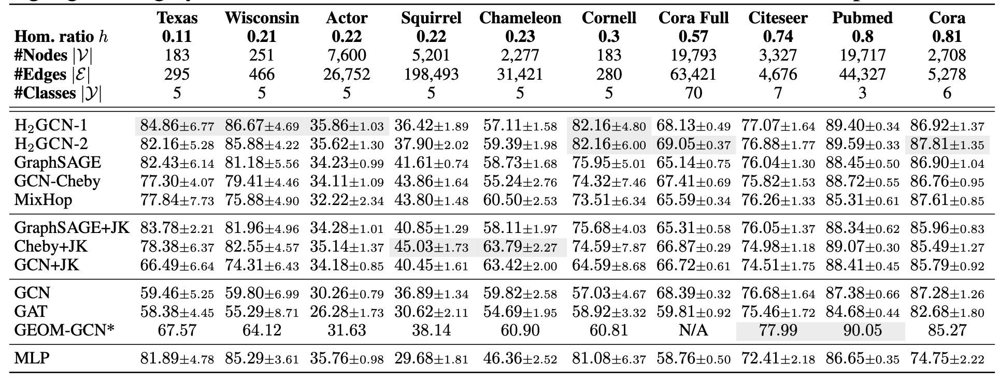 Texas Wisconsin Actor Squirrel Chameleon Cornell Cora Full Citeseer Pubmed Cora
Hom. ratio h 0.11 0.21 0.22 0.22 0.23 0.3 0.57 0.74 0.8 0.81
#Nodes |𝒱| 183 251 7,600 5,201 2,277 183 19,793 3,327 19,717 2,708
#Edges |ℰ| 295 466 26,752 198,493 31,421 280 63,421 4,676 44,327 5,278
#Classes |𝒴| 5 5 5 5 5 5 70 7 3 6
H₂GCN-1 84.86±6.77 86.67±4.69 35.86±1.03 36.42±1.89 57.11±1.58 82.16±4.80 68.13±0.49 77.07±1.64 89.40±0.34 86.92±1.37
H₂GCN-2 82.16±5.28 85.88±4.22 35.62±1.30 37.90±2.02 59.39±1.98 82.16±6.00 69.05±0.37 76.88±1.77 89.59±0.33 87.81±1.35
GraphSAGE 82.43±6.14 81.18±5.56 34.23±0.99 41.61±0.74 58.73±1.68 75.95±5.01 65.14±0.75 76.04±1.30 88.45±0.50 86.90±1.04
GCN-Cheby 77.30±4.07 79.41±4.46 34.11±1.09 43.86±1.64 55.24±2.76 74.32±7.46 67.41±0.69 75.82±1.53 88.72±0.55 86.76±0.95
MixHop 77.84±7.73 75.88±4.90 32.22±2.34 43.80±1.48 60.50±2.53 73.51±6.34 65.59±0.34 76.26±1.33 85.31±0.61 87.61±0.85
GraphSAGE+JK 83.78±2.21 81.96±4.96 34.28±1.01 40.85±1.29 58.11±1.97 75.68±4.03 65.31±0.58 76.05±1.37 88.34±0.62 85.96±0.83
Cheby+JK 78.38±6.37 82.55±4.57 35.14±1.37 45.03±1.73 63.79±2.27 74.59±7.87 66.87±0.29 74.98±1.18 89.07±0.30 85.49±1.27
GCN+JK 66.49±6.64 74.31±6.43 34.18±0.85 40.45±1.61 63.42±2.00 64.59±8.68 66.72±0.61 74.51±1.75 88.41±0.45 85.79±0.92
GCN 59.46±5.25 59.80±6.99 30.26±0.79 36.89±1.34 59.82±2.58 57.03±4.67 68.39±0.32 76.68±1.64 87.38±0.66 87.28±1.26
GAT 58.38±4.45 55.29±8.71 26.28±1.73 30.62±2.11 54.69±1.95 58.92±3.32 59.81±0.92 75.46±1.72 84.68±0.44 82.68±1.80
GEOM-GCN* 67.57 64.12 31.63 38.14 60.90 60.81 N/A 77.99 90.05 85.27
MLP 81.89±4.78 85.29±3.61 35.76±0.98 29.68±1.81 46.36±2.52 81.08±6.37 58.76±0.50 72.41±2.18 86.65±0.35 74.75±2.22